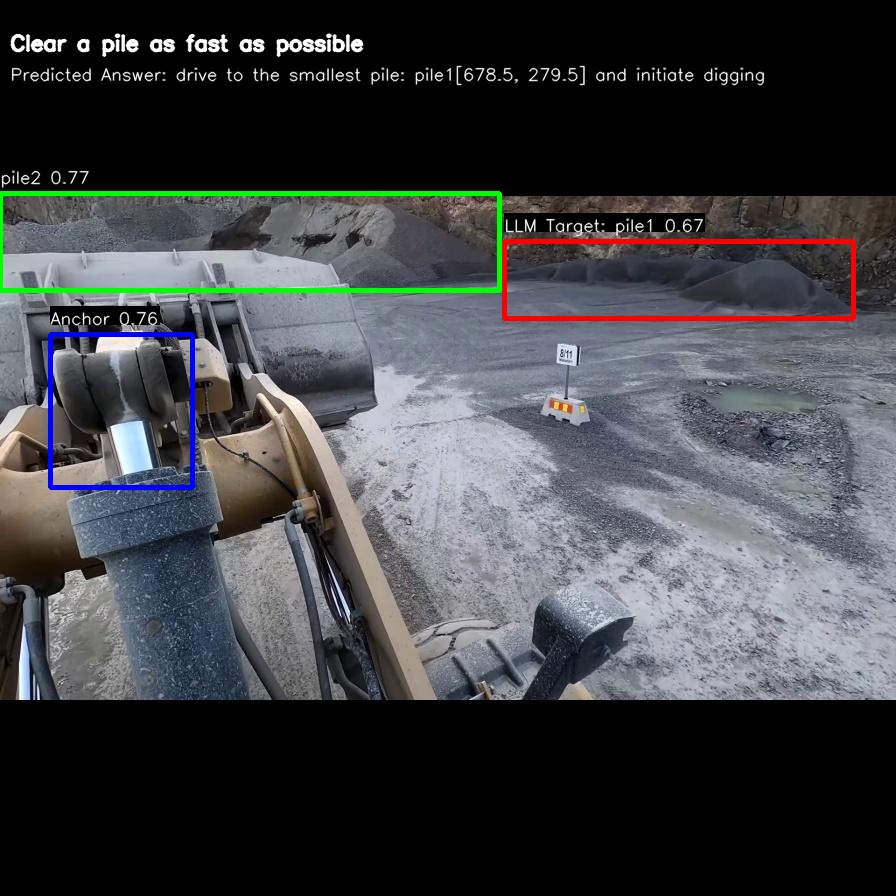 Clear a pile as fast as possible
Predicted Answer: drive to the smallest pile: pile1[678.5, 279.5] and initiate digging
pile2 0.77
LLM Target: pile1 0.67
Anchor 0.76
8/11